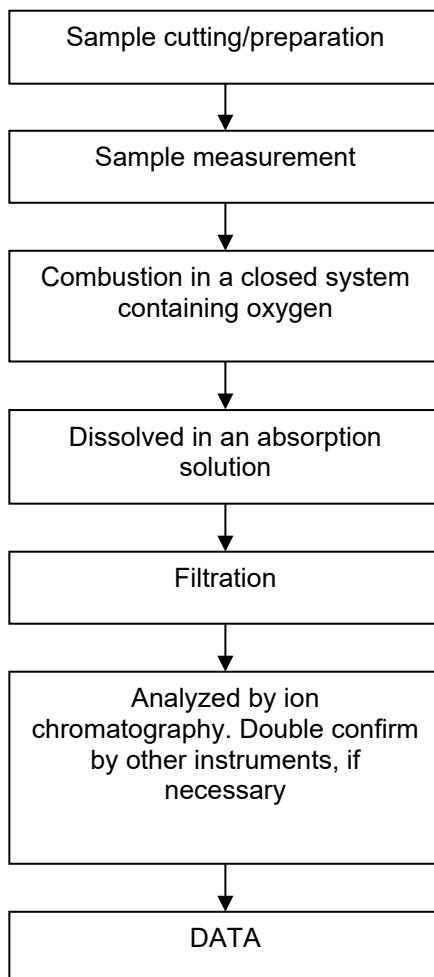 Sample cutting/preparation
Sample measurement
Combustion in a closed system
containing oxygen
Dissolved in an absorption
solution
Filtration
Analyzed by ion
chromatography. Double confirm
by other instruments, if
necessary
DATA